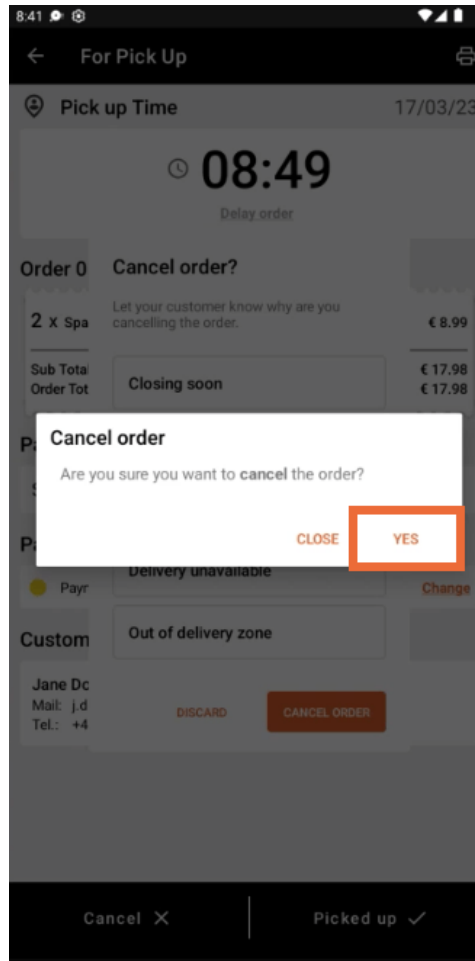 8:41
For Pick Up
Pick up Time 17/03/23
08:49
Delay order
Order 0
Cancel order?
Let your customer know why are you
cancelling the order.
2 x Spa € 8.99
Sub Total € 17.98
Order Tot € 17.98
Closing soon
Cancel order
Are you sure you want to cancel the order?
CLOSE YES
Delivery unavailable
Paym Change
Out of delivery zone
Custom
Jane Do
Mail: j.d
Tel.: +4
DISCARD CANCEL ORDER
Cancel Picked up